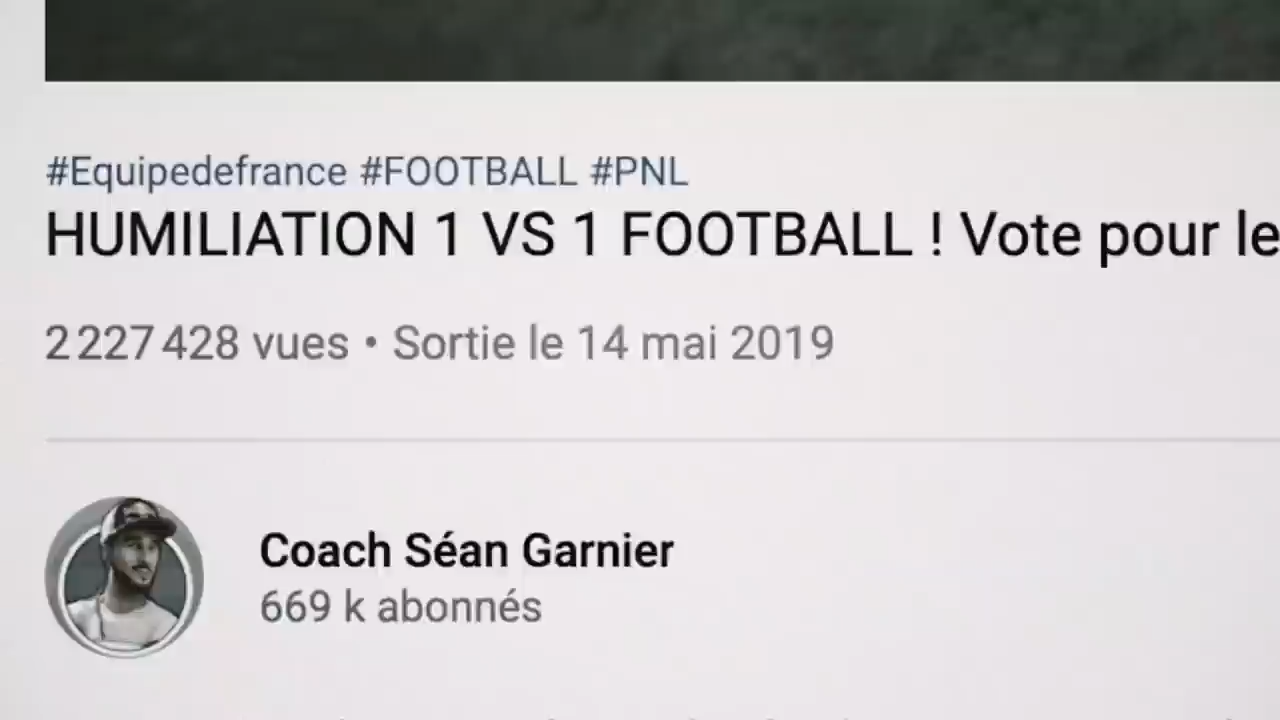 #Equipedefrance #FOOTBALL #PNL
HUMILIATION 1 VS 1 FOOTBALL ! Vote pour le
2 227 428 vues • Sortie le 14 mai 2019
Coach Séan Garnier
669 k abonnés